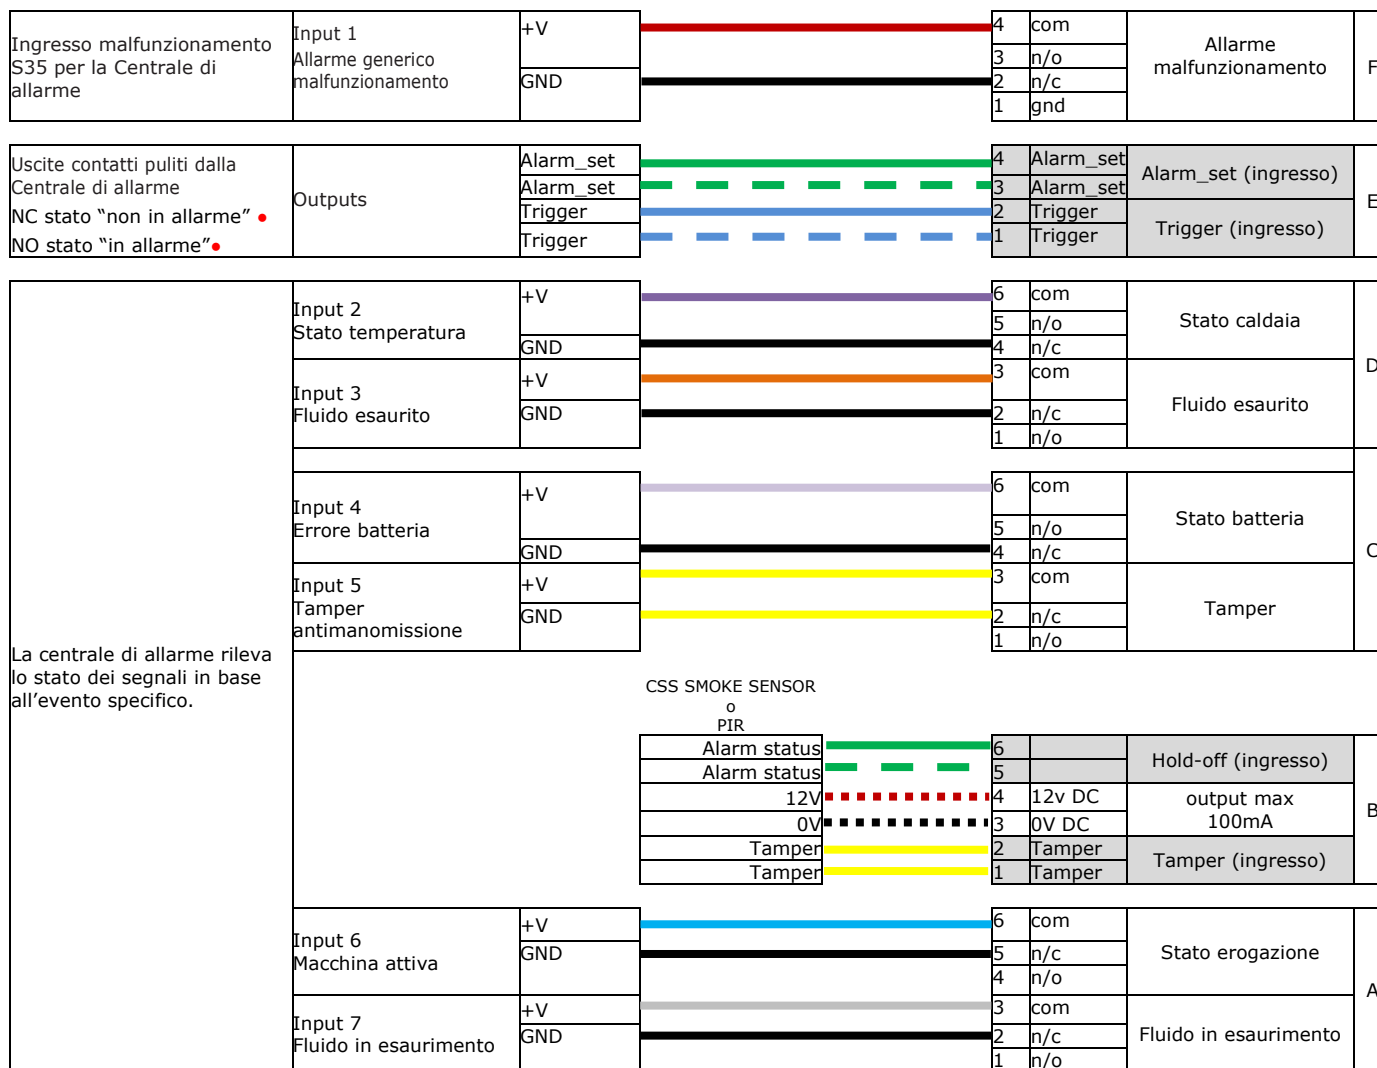 Ingresso malfunzionamento
S35 per la Centrale di
allarme
Input 1
Allarme generico
malfunzionamento
+V
GND
4 com
3 n/o
2 n/c
1 gnd
Allarme
malfunzionamento
F
Uscite contatti puliti dalla
Centrale di allarme
NC stato “non in allarme” ●
NO stato “in allarme”●
Outputs
Alarm_set
Alarm_set
Trigger
Trigger
4 Alarm_set
3 Alarm_set
2 Trigger
1 Trigger
Alarm_set (ingresso)
Trigger (ingresso)
E
La centrale di allarme rileva
lo stato dei segnali in base
all’evento specifico.
Input 2
Stato temperatura
+V
GND
6 com
5 n/o
4 n/c
Stato caldaia
D
Input 3
Fluido esaurito
+V
GND
3 com
2 n/c
1 n/o
Fluido esaurito
Input 4
Errore batteria
+V
GND
6 com
5 n/o
4 n/c
Stato batteria
C
Input 5
Tamper
antimanomissione
+V
GND
3 com
2 n/c
1 n/o
Tamper
CSS SMOKE SENSOR
o
PIR
Alarm status
Alarm status
12V
0V
Tamper
Tamper
6
5
4 12v DC
3 0V DC
2 Tamper
1 Tamper
Hold-off (ingresso)
output max
100mA
Tamper (ingresso)
B
Input 6
Macchina attiva
+V
GND
6 com
5 n/c
4 n/o
Stato erogazione
A
Input 7
Fluido in esaurimento
+V
GND
3 com
2 n/c
1 n/o
Fluido in esaurimento